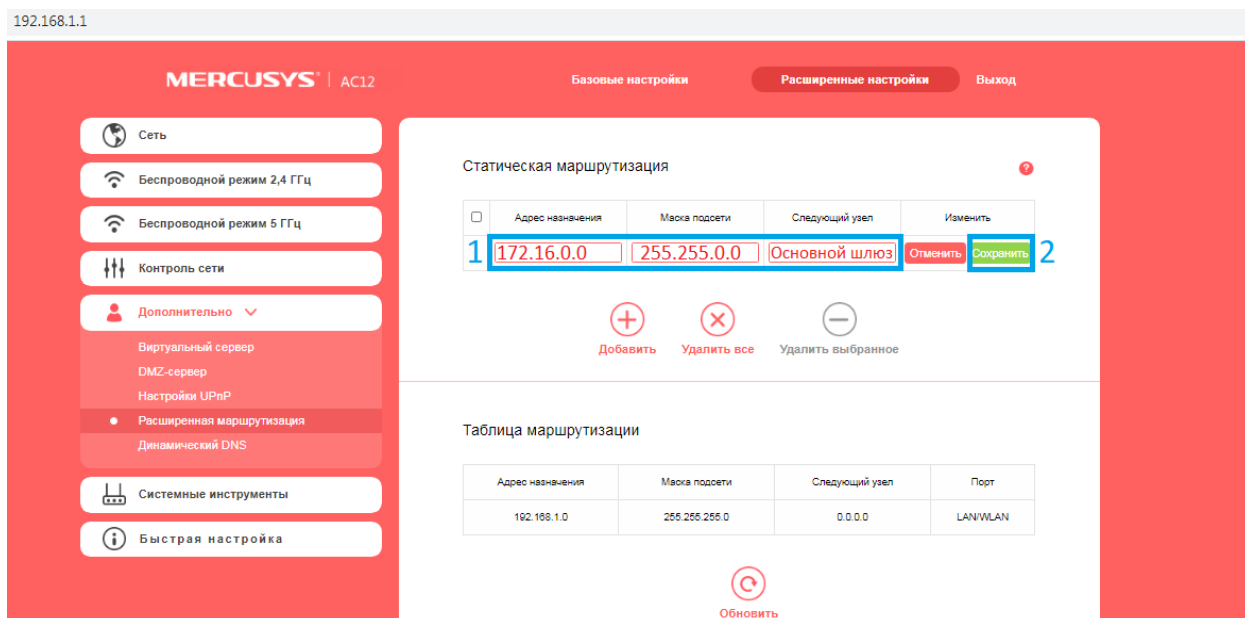 192.168.1.1
MERCUSYS | AC12
Базовые настройки
Расширенные настройки
Выход
Сеть
Беспроводной режим 2,4 ГГц
Беспроводной режим 5 ГГц
Контроль сети
Дополнительно
Виртуальный сервер
DMZ-сервер
Настройки UPnP
Расширенная маршрутизация
Динамический DNS
Системные инструменты
Быстрая настройка
Статическая маршрутизация ?
Адрес назначения Маска подсети Следующий узел Изменить
1 172.16.0.0 255.255.0.0 Основной шлюз Отменить Сохранить 2
Добавить Удалить все Удалить выбранное
Таблица маршрутизации
Адрес назначения Маска подсети Следующий узел Порт
192.168.1.0 255.255.255.0 0.0.0.0 LAN/WLAN
Обновить